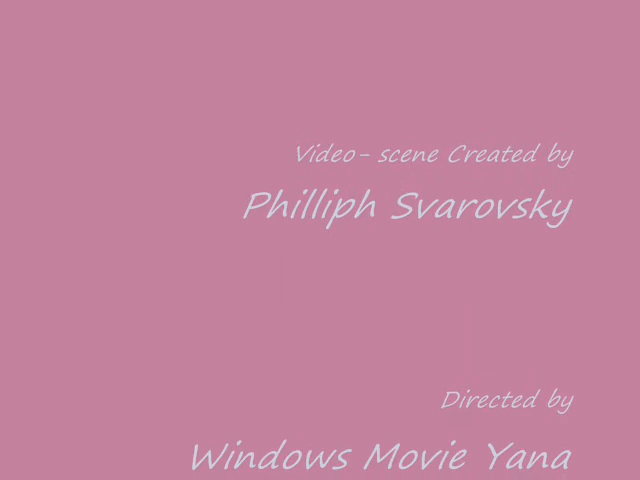 Video- scene Created by
Philliph Svarovsky
Directed by
Windows Movie Yana